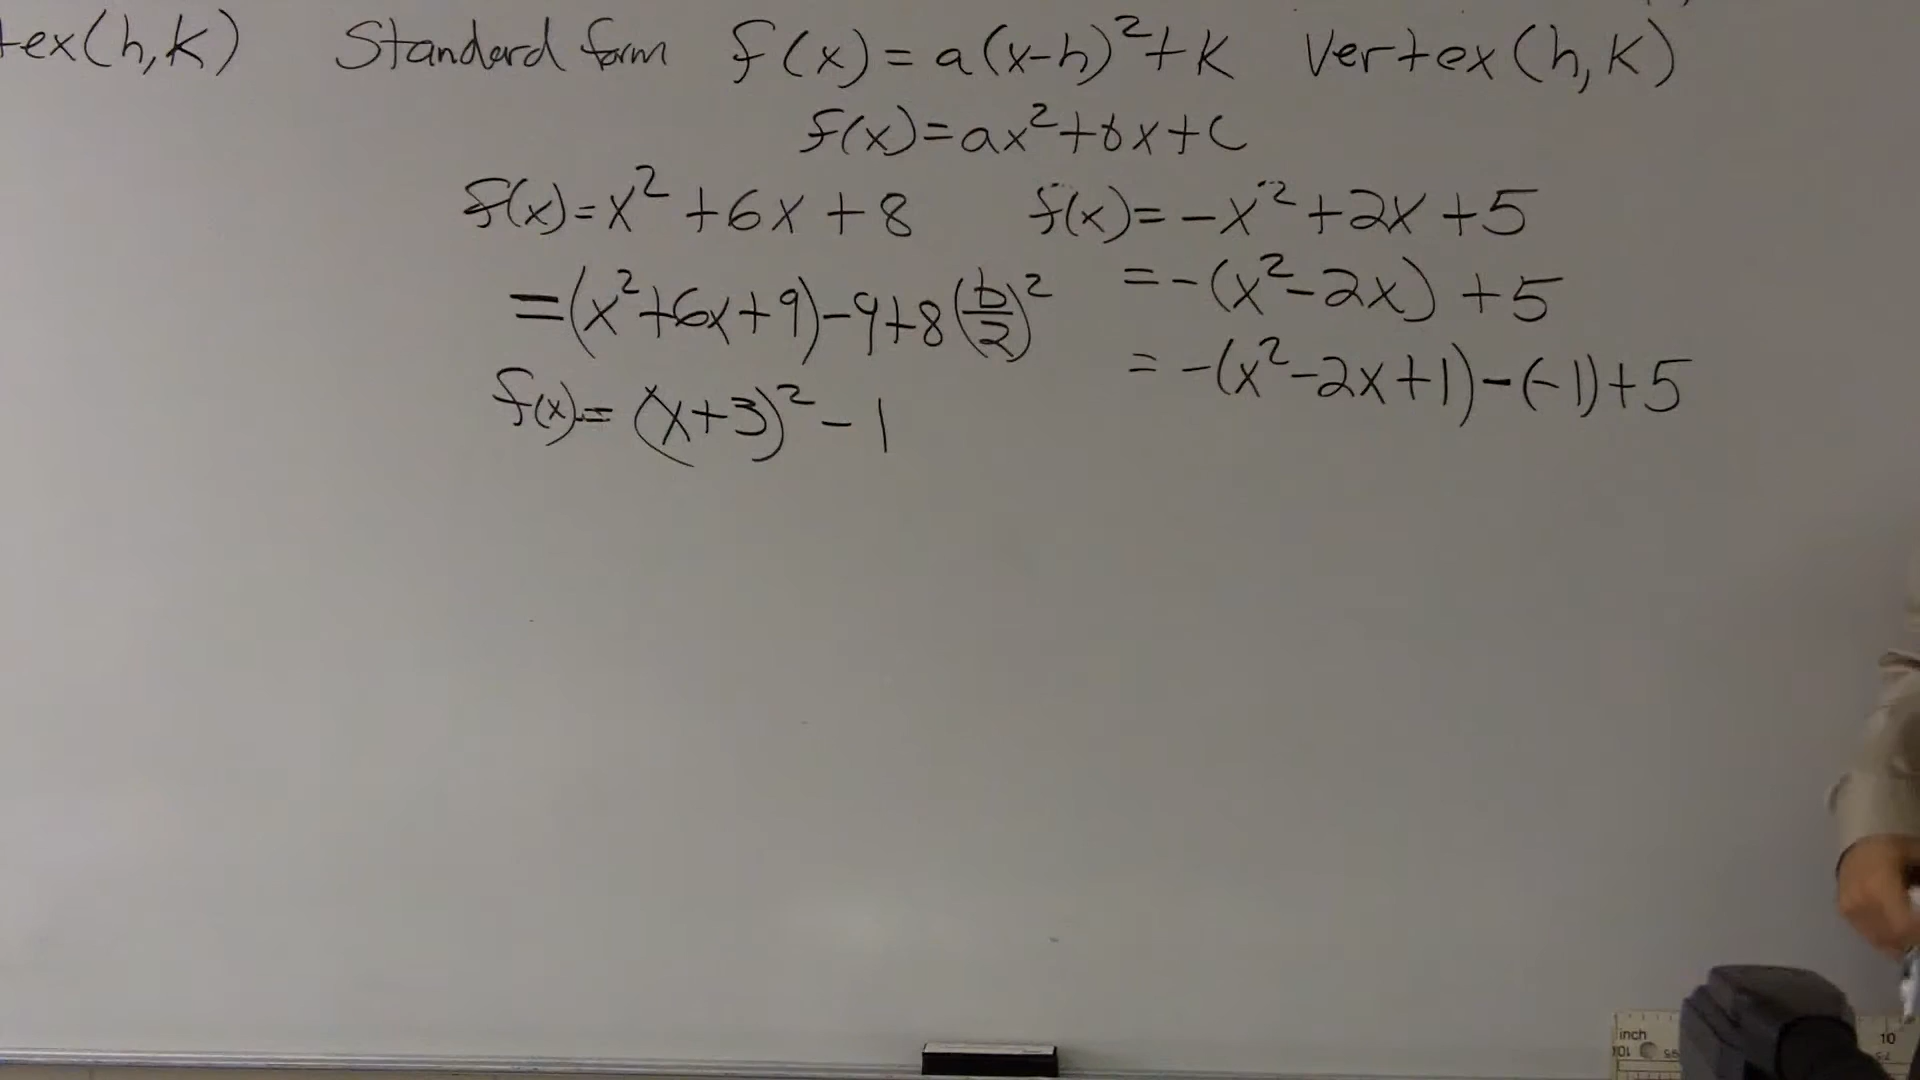 tex(h,k) Standard form f(x)=a(x-h)²+k Vertex(h,k)
f(x)=ax²+bx+c
f(x)=x²+6x+8
=(x²+6x+9)-9+8(b/2)²
f(x)=(x+3)²-1
f(x)=-x²+2x+5
=-(x²-2x)+5
=-(x²-2x+1)-(-1)+5
inch
10